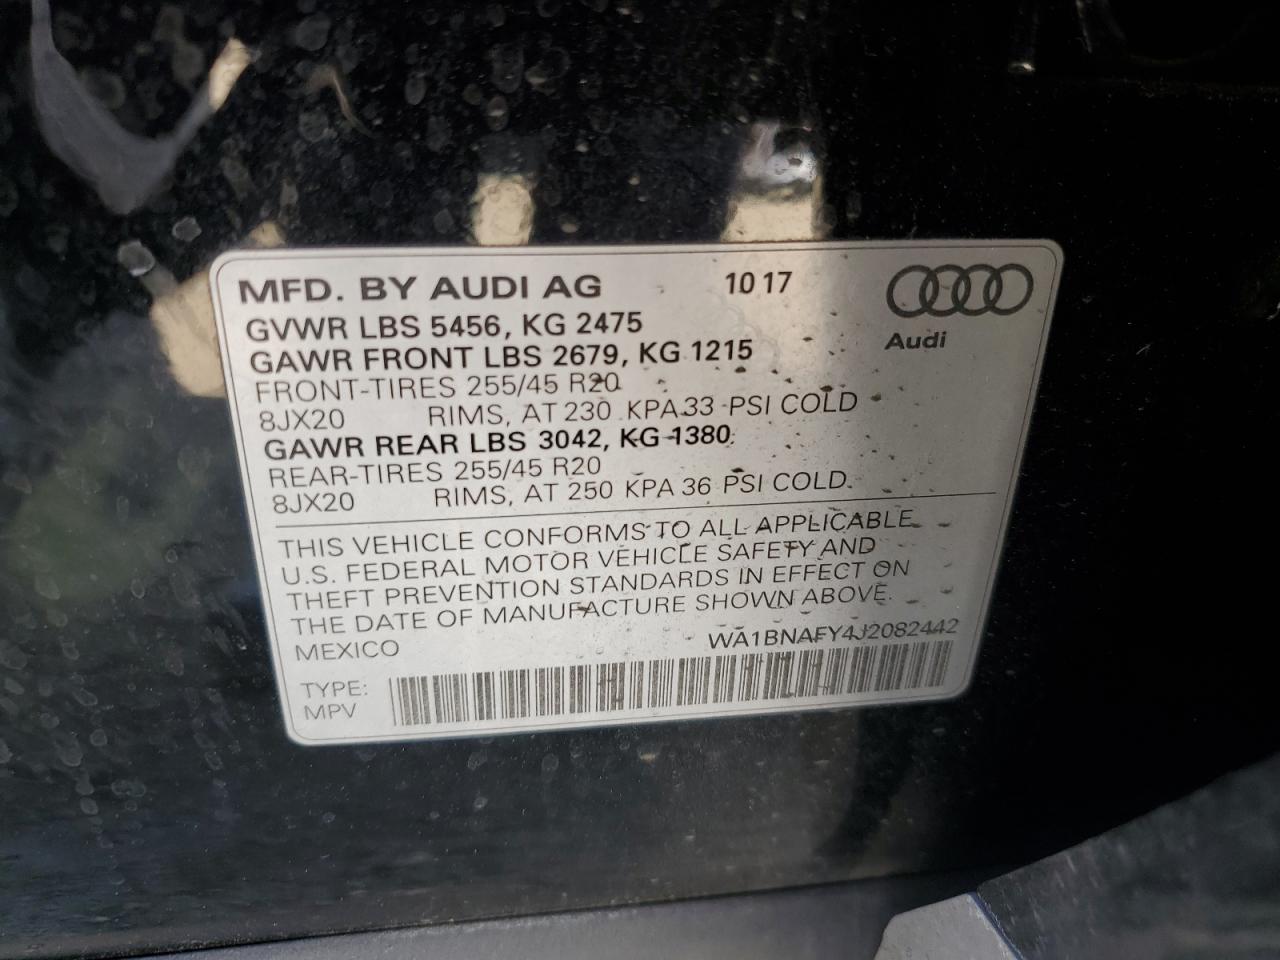 MFD. BY AUDI AG 10 17
GVWR LBS 5456, KG 2475
Audi
GAWR FRONT LBS 2679, KG 1215
FRONT-TIRES 255/45 R20
8JX20 RIMS, AT 230 KPA 33 PSI COLD
GAWR REAR LBS 3042, KG 1380
REAR-TIRES 255/45 R20
8JX20 RIMS, AT 250 KPA 36 PSI COLD.
THIS VEHICLE CONFORMS TO ALL APPLICABLE
U.S. FEDERAL MOTOR VEHICLE SAFETY AND
THEFT PREVENTION STANDARDS IN EFFECT ON
THE DATE OF MANUFACTURE SHOWN ABOVE.
MEXICO WA1BNAFY4J2082442
TYPE:
MPV